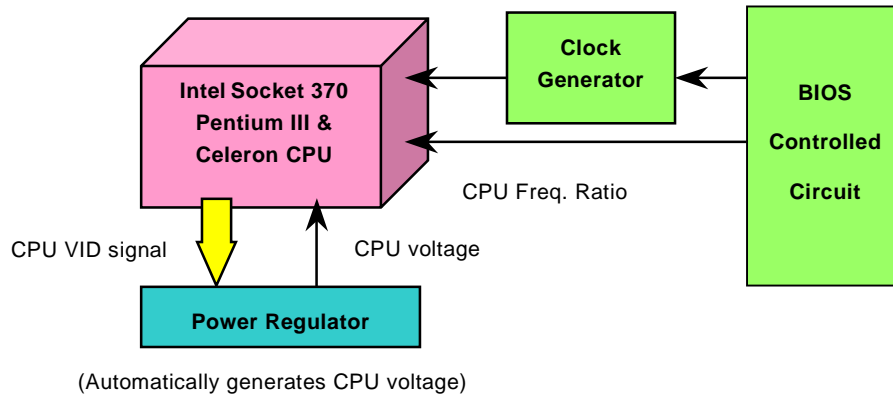 Clock
Generator
Intel Socket 370
Pentium III &
Celeron CPU
BIOS
Controlled
Circuit
CPU Freq. Ratio
CPU VID signal
CPU voltage
Power Regulator
(Automatically generates CPU voltage)